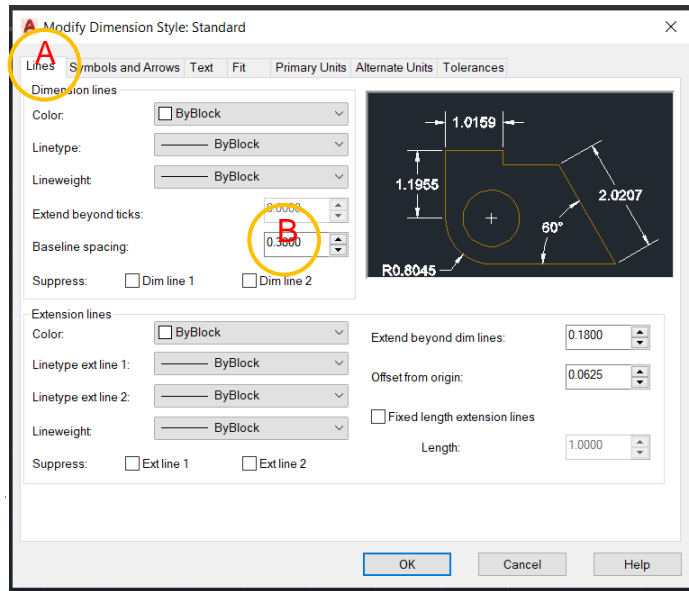 A Modify Dimension Style: Standard
A
Lines Symbols and Arrows Text Fit Primary Units Alternate Units Tolerances
Dimension lines
Color: ByBlock
Linetype: ByBlock
Lineweight: ByBlock
Extend beyond ticks: 0.0000
B
Baseline spacing: 0.3800
Suppress: Dim line 1 Dim line 2
1.0159
1.1955
2.0207
60°
R0.8045
Extension lines
Color: ByBlock
Linetype ext line 1: ByBlock
Linetype ext line 2: ByBlock
Lineweight: ByBlock
Suppress: Ext line 1 Ext line 2
Extend beyond dim lines: 0.1800
Offset from origin: 0.0625
Fixed length extension lines
Length: 1.0000
OK Cancel Help